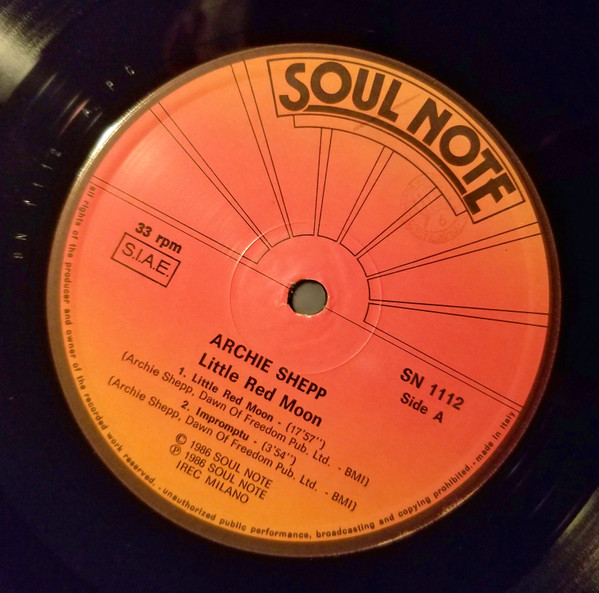 SOUL NOTE
33 rpm
S.I.A.E.
SN 1112
Side A
ARCHIE SHEPP
Little Red Moon
1. Little Red Moon - (17'57'')
(Archie Shepp, Dawn Of Freedom Pub. Ltd. - BMI)
2. Impromptu - (3'54'')
(Archie Shepp, Dawn Of Freedom Pub. Ltd. - BMI)
© 1986 SOUL NOTE
℗ 1986 SOUL NOTE
IREC MILANO
all rights of the producer and owner of the recorded work reserved..unauthorized public performance, broadcasting and copying prohibited..made in italy